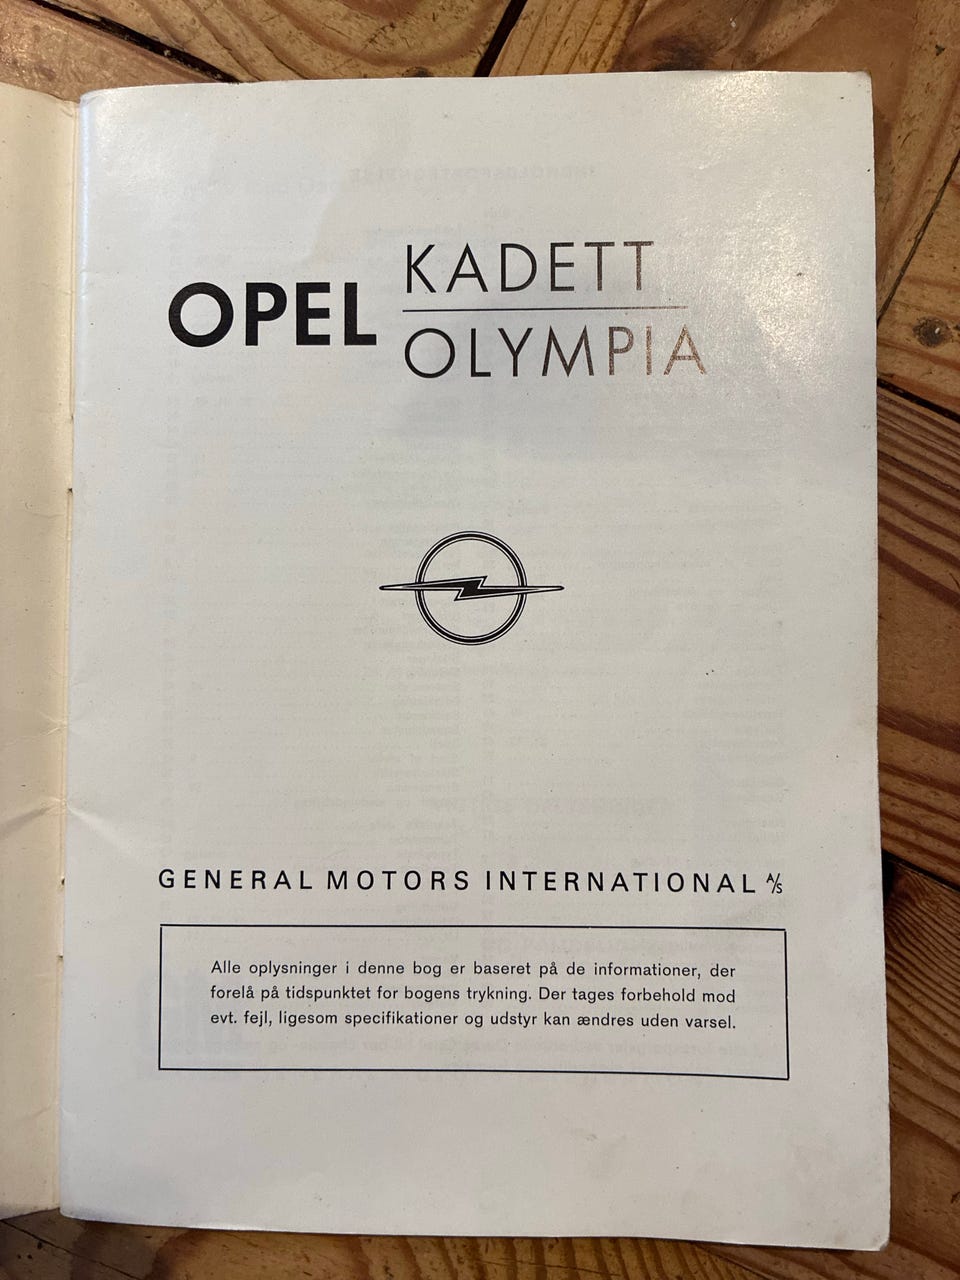 OPEL KADETT
OLYMPIA
GENERAL MOTORS INTERNATIONAL A/S
Alle oplysninger i denne bog er baseret på de informationer, der
forelå på tidspunktet for bogens trykning. Der tages forbehold mod
evt. fejl, ligesom specifikationer og udstyr kan ændres uden varsel.